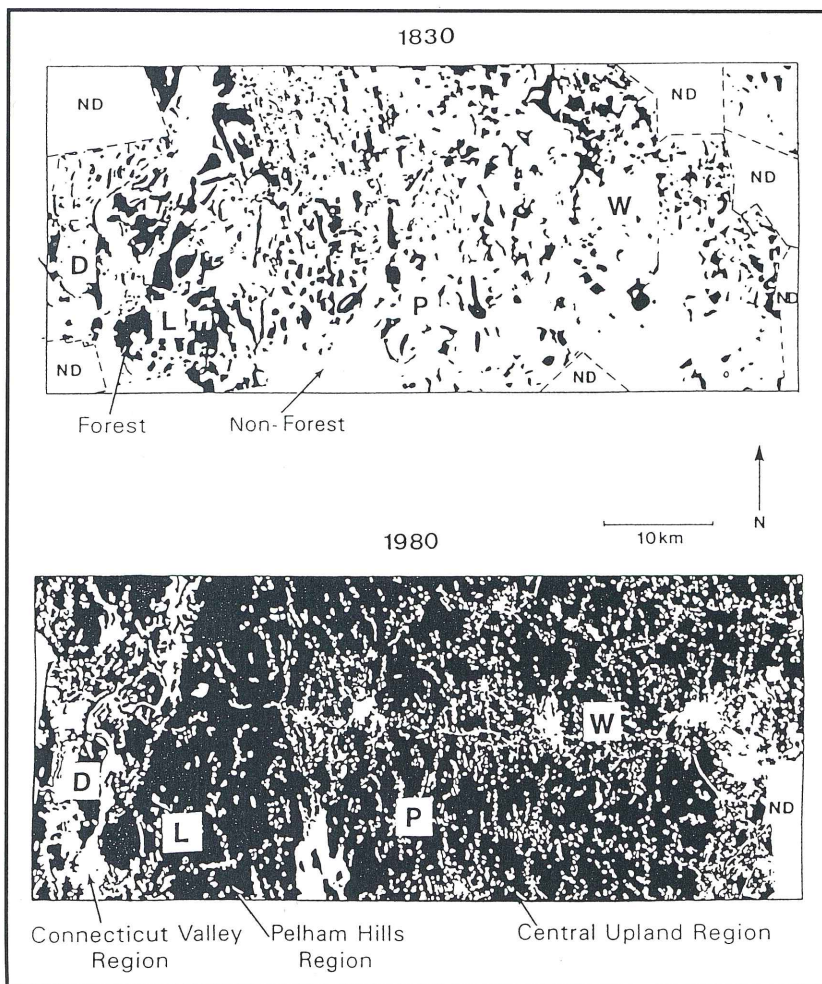 1830
ND
ND
ND
W
D
ND
P
L
ND
ND
Forest
Non-Forest
N
10km
1980
W
D
ND
P
L
Connecticut Valley
Region
Pelham Hills
Region
Central Upland Region